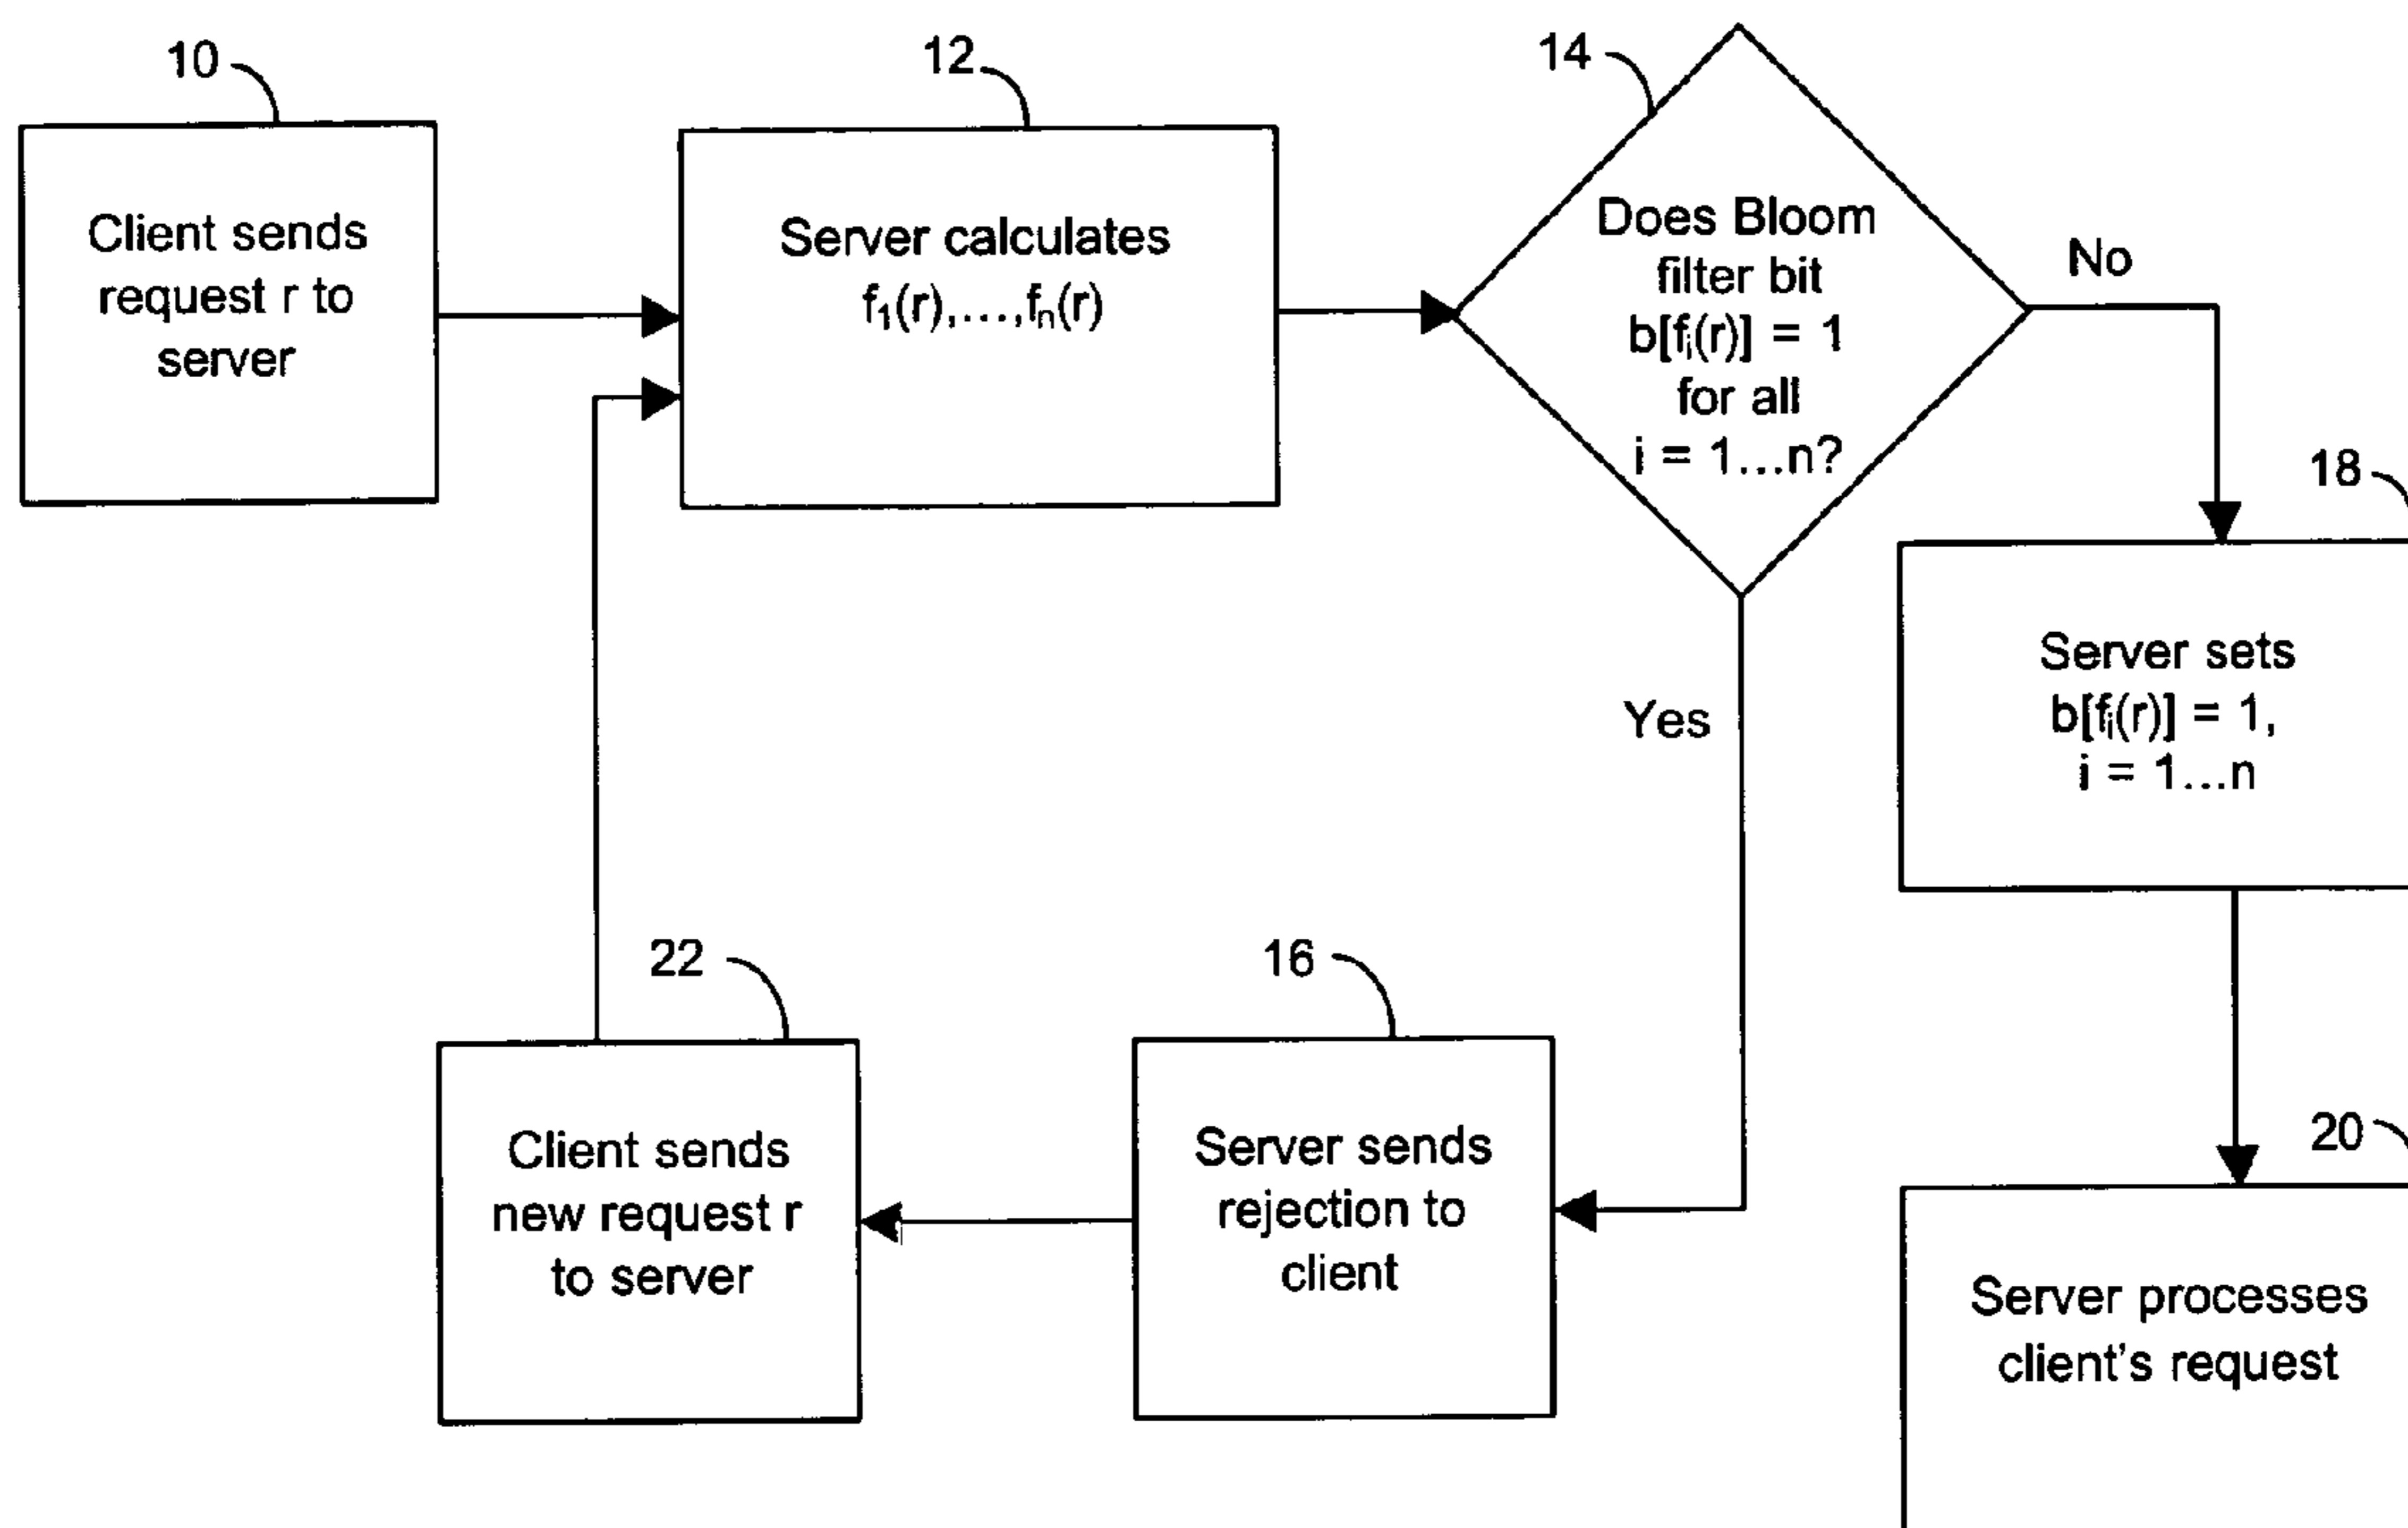 10
Client sends
request r to
server
12
Server calculates
f₁(r),...,fₙ(r)
14
Does Bloom
filter bit
b[fᵢ(r)] = 1
for all
i = 1...n?
No
Yes
18
Server sets
b[fᵢ(r)] = 1,
i = 1...n
22
Client sends
new request r
to server
16
Server sends
rejection to
client
20
Server processes
client's request